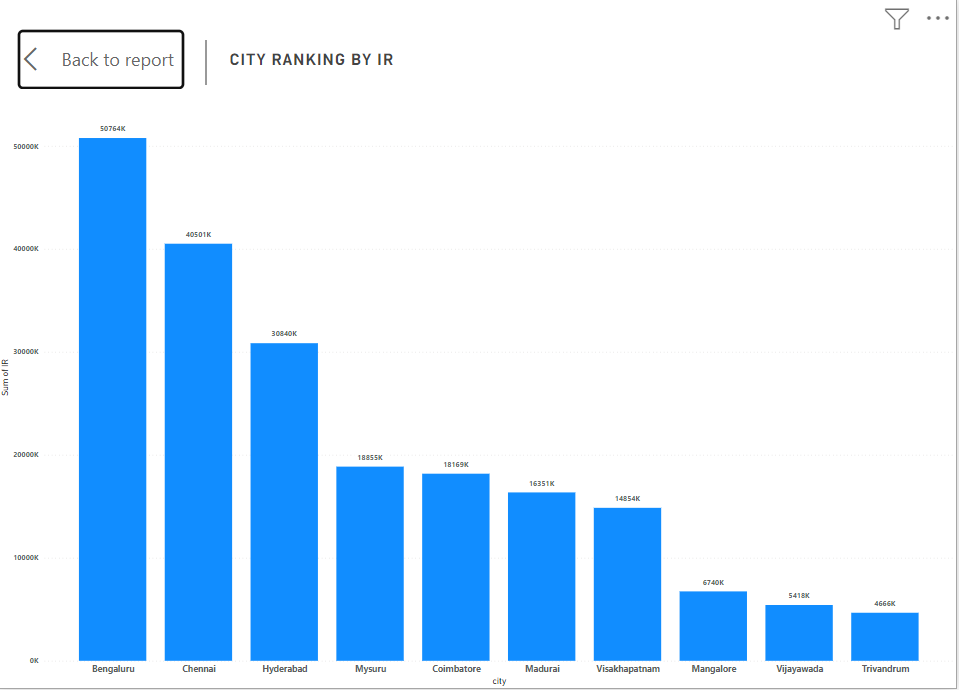 Back to report
CITY RANKING BY IR
50764K
50000K
40501K
40000K
30840K
30000K
Sum of IR
20000K
18855K
18169K
16351K
14854K
10000K
6740K
5418K
4666K
0K
Bengaluru Chennai Hyderabad Mysuru Coimbatore Madurai Visakhapatnam Mangalore Vijayawada Trivandrum
city